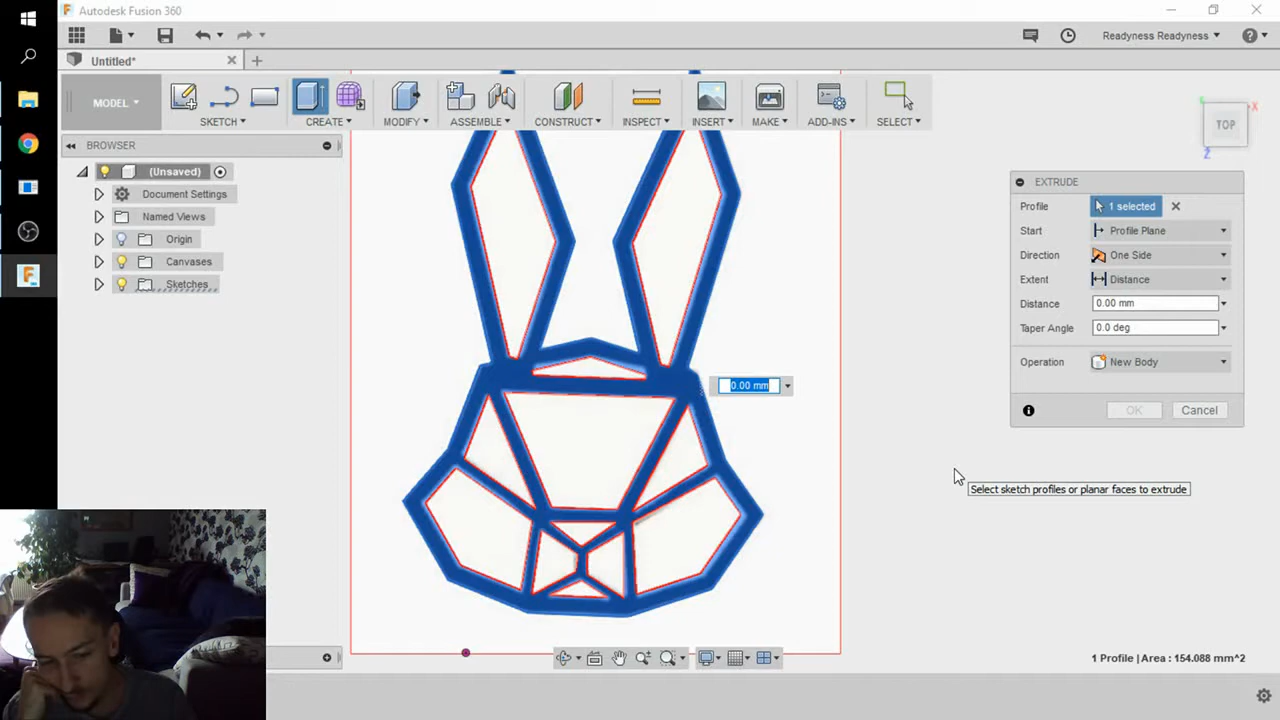 Autodesk Fusion 360
Readyness Readyness
Untitled*
MODEL
SKETCH
CREATE
MODIFY
ASSEMBLE
CONSTRUCT
INSPECT
INSERT
MAKE
ADD-INS
SELECT
TOP
X
Z
BROWSER
(Unsaved)
Document Settings
Named Views
Origin
Canvases
Sketches
EXTRUDE
Profile 1 selected
Start Profile Plane
Direction One Side
Extent Distance
Distance 0.00 mm
Taper Angle 0.0 deg
Operation New Body
OK Cancel
0.00 mm
Select sketch profiles or planar faces to extrude
1 Profile | Area : 154.088 mm^2